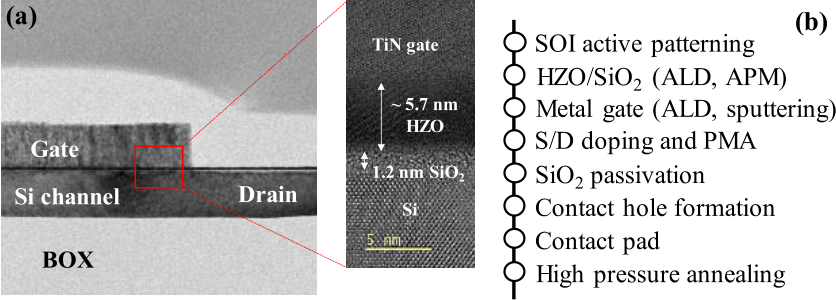 (a)
Gate
Si channel
Drain
BOX
TiN gate
~ 5.7 nm
HZO
1.2 nm SiO₂
Si
5 nm
(b)
SOI active patterning
HZO/SiO₂ (ALD, APM)
Metal gate (ALD, sputtering)
S/D doping and PMA
SiO₂ passivation
Contact hole formation
Contact pad
High pressure annealing